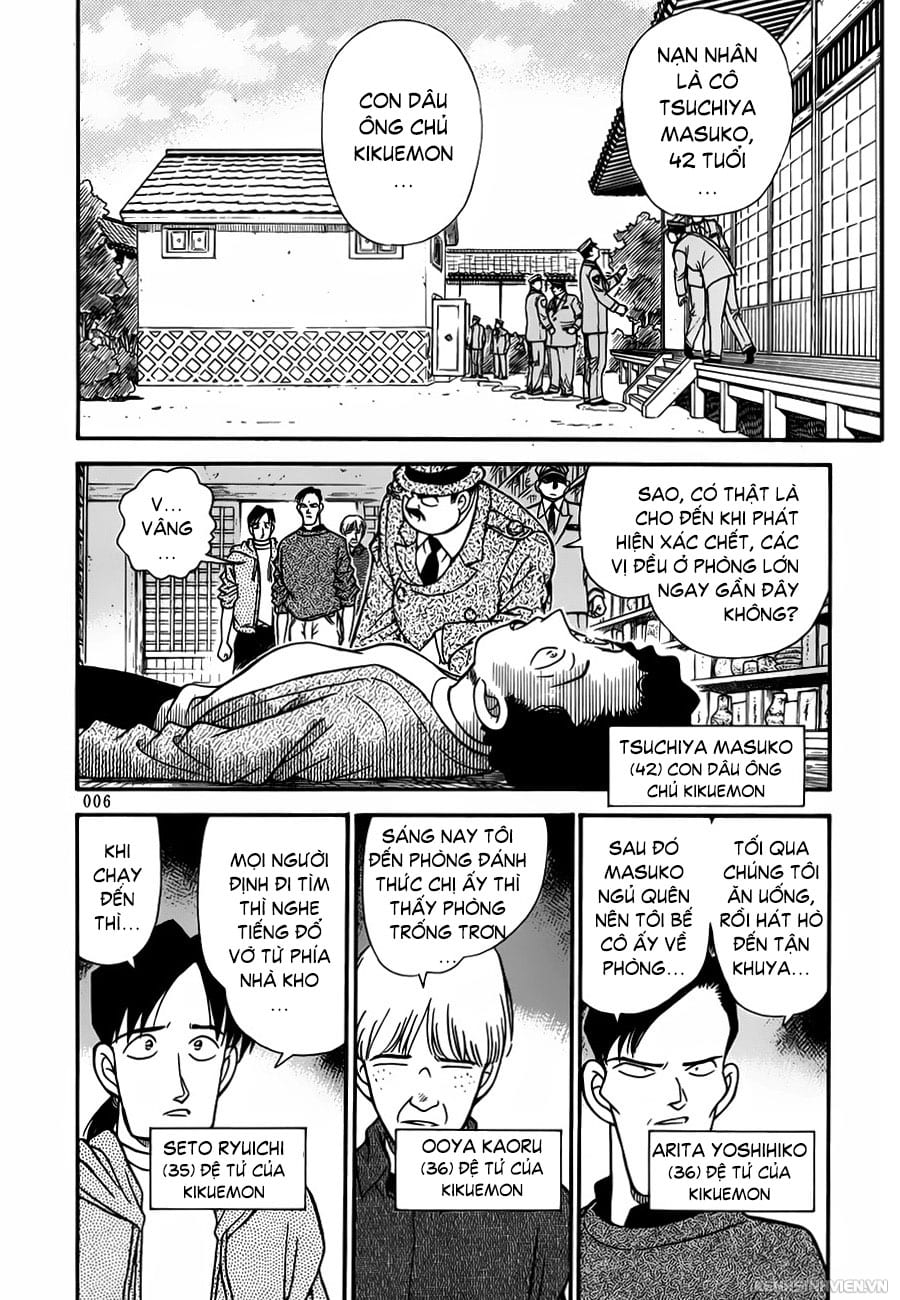 NẠN NHÂN
LÀ CÔ
TSUCHIYA
MASUKO,
42 TUỔI
...
CON DÂU
ÔNG CHỦ
KIKUEMON
...
SAO, CÓ THẬT LÀ
CHO ĐẾN KHI PHÁT
HIỆN XÁC CHẾT, CÁC
VỊ ĐỀU Ở PHÒNG LỚN
NGAY GẦN ĐÂY
KHÔNG?
V...
VÂNG
...
TSUCHIYA MASUKO
(42) CON DÂU ÔNG
CHỦ KIKUEMON
006
TỐI QUA
CHÚNG TÔI
ĂN UỐNG,
RỒI HÁT HÒ
ĐẾN TẬN
KHUYA...
SAU ĐÓ
MASUKO
NGỦ QUÊN
NÊN TÔI BẾ
CÔ ẤY VỀ
PHÒNG...
ARITA YOSHIHIKO
(36) ĐỆ TỬ CỦA
KIKUEMON
SÁNG NAY TÔI
ĐẾN PHÒNG ĐÁNH
THỨC CHỊ ẤY THÌ
THẤY PHÒNG
TRỐNG TRƠN
...
OOYA KAORU
(36) ĐỆ TỬ CỦA
KIKUEMON
MỌI NGƯỜI
ĐỊNH ĐI TÌM
THÌ NGHE
TIẾNG ĐỔ
VỠ TỪ PHÍA
NHÀ KHO
...
KHI
CHẠY
ĐẾN
THÌ...
SETO RYUICHI
(35) ĐỆ TỬ CỦA
KIKUEMON